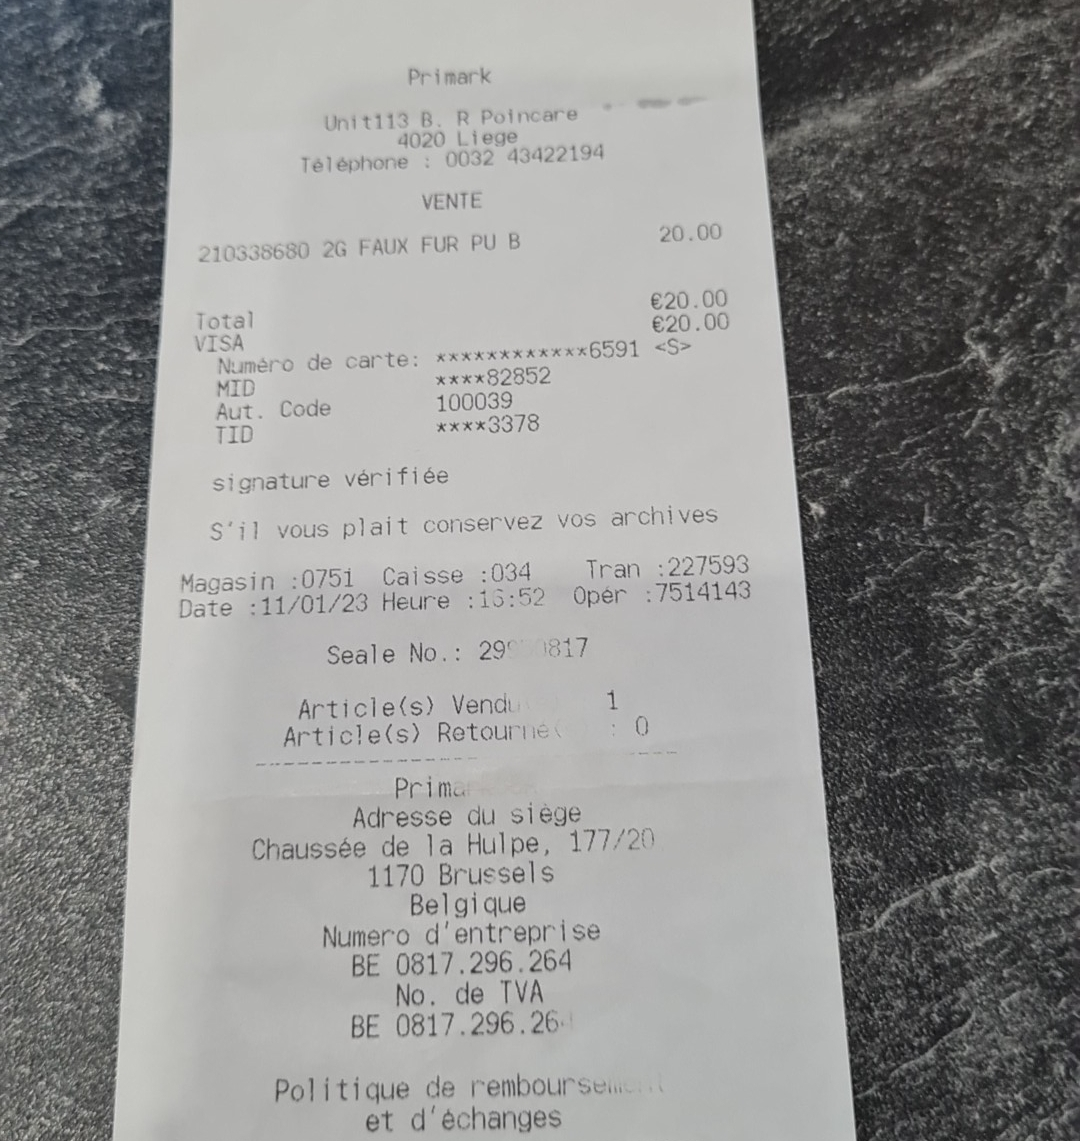 Primark
Unit113 B. R Poincare
4020 Liege
Téléphone : 0032 43422194
VENTE
210338680 2G FAUX FUR PU B 20.00
Total €20.00
VISA €20.00
Numéro de carte: ************6591 <S>
MID ****82852
Aut. Code 100039
TID ****3378
signature vérifiée
S'il vous plait conservez vos archives
Magasin :0751 Caisse :034 Tran :227593
Date :11/01/23 Heure :16:52 Opér :7514143
Seale No.:
Article(s) 1
Article(s) : 0
Adresse du siège
Chaussée de la Hulpe, 177/20
1170 Brussels
Belgique
Numero d'entreprise
BE 0817.296.264
No. de TVA
BE
Politique de remboursement
et d'échanges